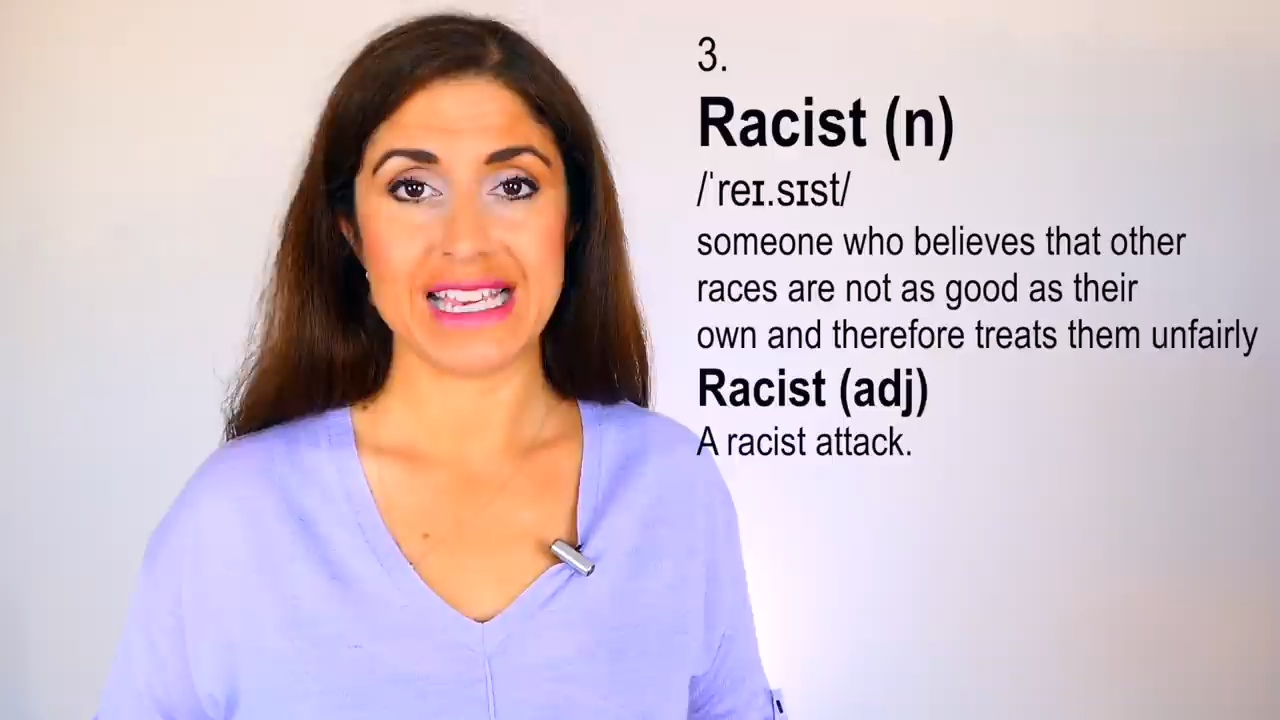 3.
Racist (n)
/ˈreɪ.sɪst/
someone who believes that other
races are not as good as their
own and therefore treats them unfairly
Racist (adj)
A racist attack.